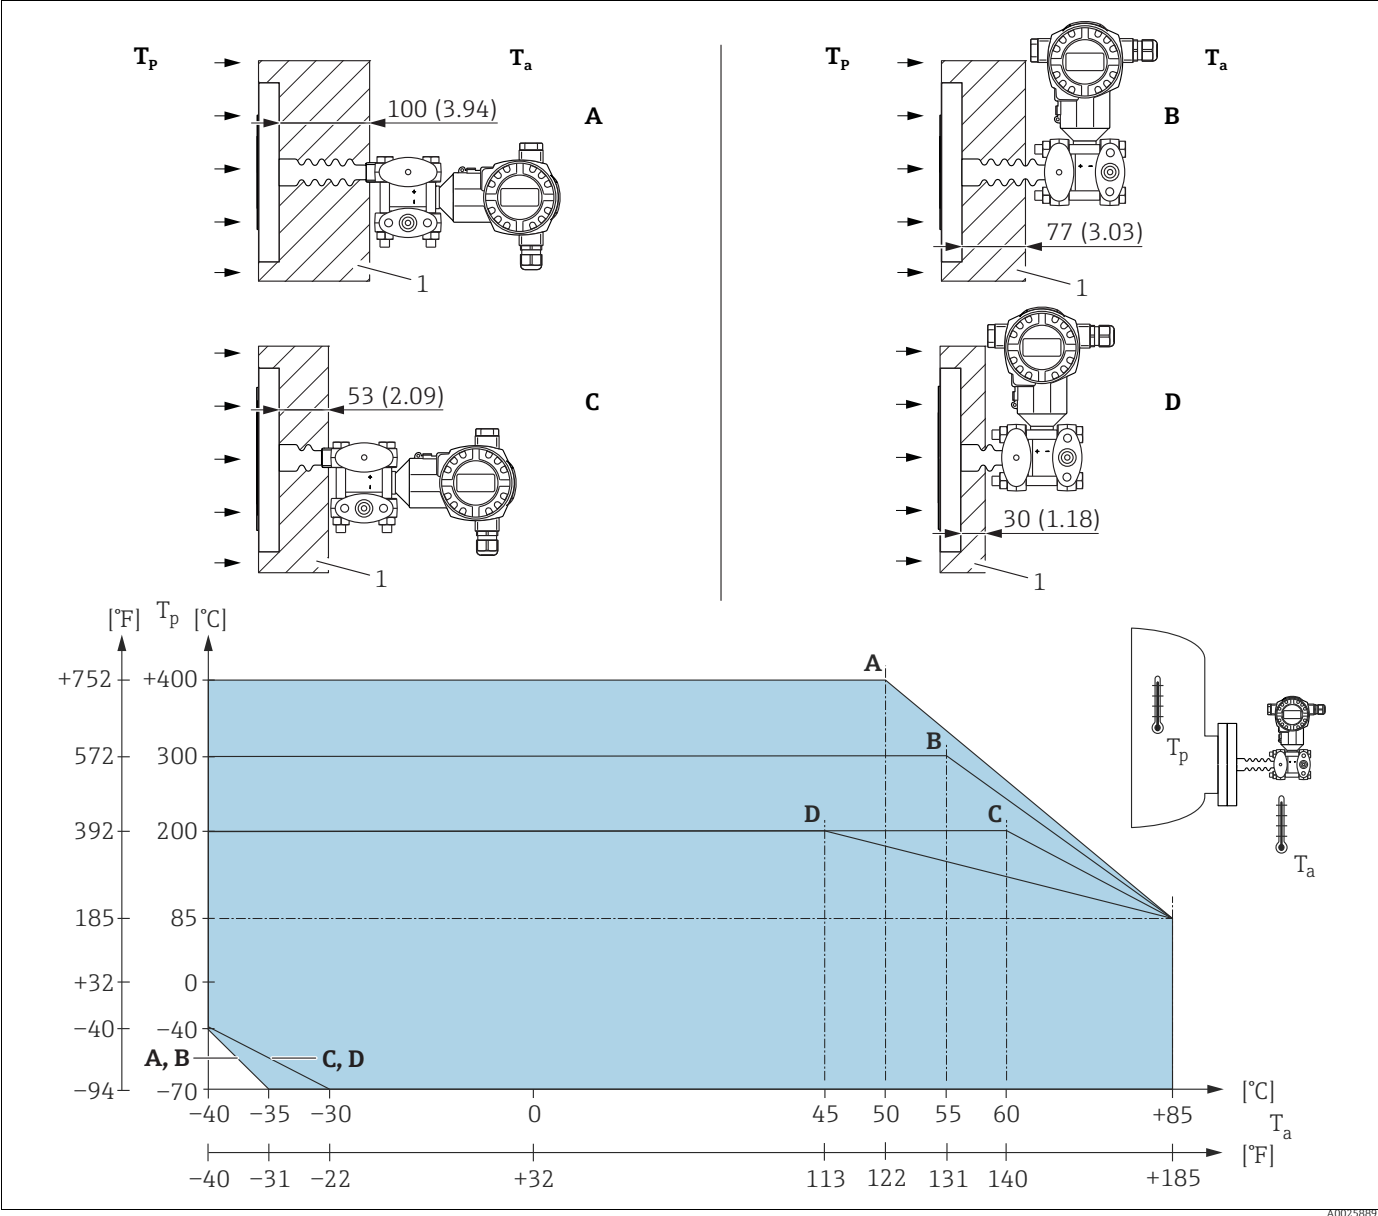 Tp Ta
100 (3.94)
A
1
Tp Ta
B
77 (3.03)
1
53 (2.09)
C
1
D
30 (1.18)
1
[°F] Tp [°C]
+752 +400
572 300
392 200
185 85
+32 0
−40 −40
−94 −70
A
B
D
C
A, B
C, D
−40 −35 −30 0 45 50 55 60 +85
[°C]
Ta
−40 −31 −22 +32 113 122 131 140 +185
[°F]
Tp
Ta
A0025889